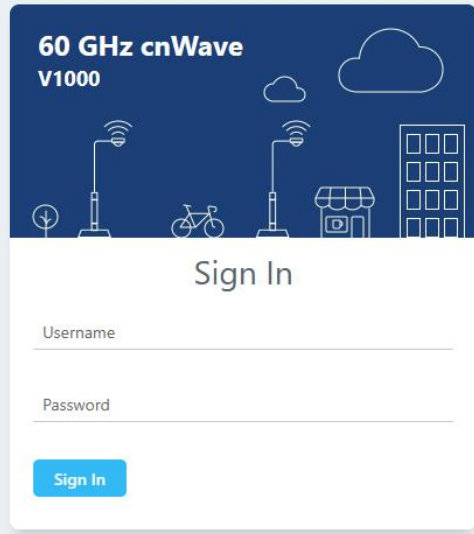 60 GHz cnWave
V1000
Sign In
Username
Password
Sign In